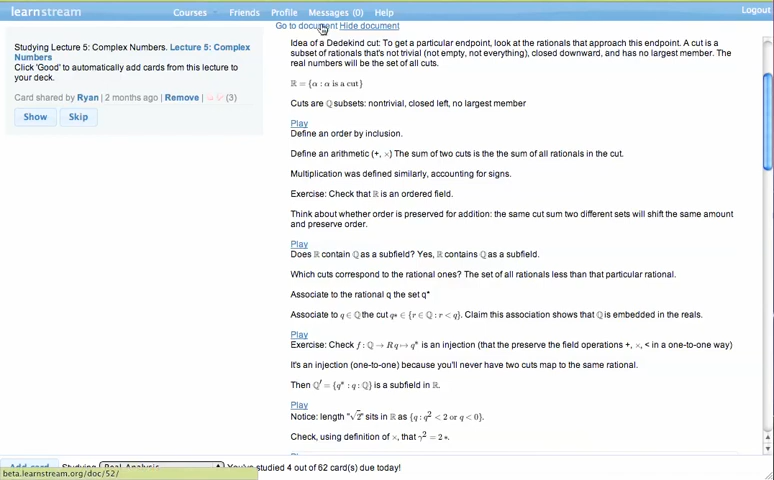 learnstream
Courses Friends Profile Messages (0) Help Logout
Go to document Hide document
Studying Lecture 5: Complex Numbers. Lecture 5: Complex
Numbers
Click 'Good' to automatically add cards from this lecture to
your deck.
Card shared by Ryan | 2 months ago | Remove | (3)
Show Skip
Idea of a Dedekind cut: To get a particular endpoint, look at the rationals that approach this endpoint. A cut is a
subset of rationals that's not trivial (not empty, not everything), closed downward, and has no largest member. The
real numbers will be the set of all cuts.
ℝ = {α : α is a cut}
Cuts are ℚ subsets: nontrivial, closed left, no largest member
Play
Define an order by inclusion.
Define an arithmetic (+, ×) The sum of two cuts is the the sum of all rationals in the cut.
Multiplication was defined similarly, accounting for signs.
Exercise: Check that ℝ is an ordered field.
Think about whether order is preserved for addition: the same cut sum two different sets will shift the same amount
and preserve order.
Play
Does ℝ contain ℚ as a subfield? Yes, ℝ contains ℚ as a subfield.
Which cuts correspond to the rational ones? The set of all rationals less than that particular rational.
Associate to the rational q the set q*
Associate to q ∈ ℚ the cut q* ∈ {r ∈ ℚ : r < q}. Claim this association shows that ℚ is embedded in the reals.
Play
Exercise: Check f : ℚ → R q ↦ q* is an injection (that the preserve the field operations +, ×, < in a one-to-one way)
It's an injection (one-to-one) because you'll never have two cuts map to the same rational.
Then ℚ′ = {q* : q : ℚ} is a subfield in ℝ.
Play
Notice: length "√2" sits in ℝ as {q : q² < 2 or q < 0}.
Check, using definition of ×, that γ² = 2*.
Add card Studying Real Analysis You've studied 4 out of 62 card(s) due today!
beta.learnstream.org/doc/52/